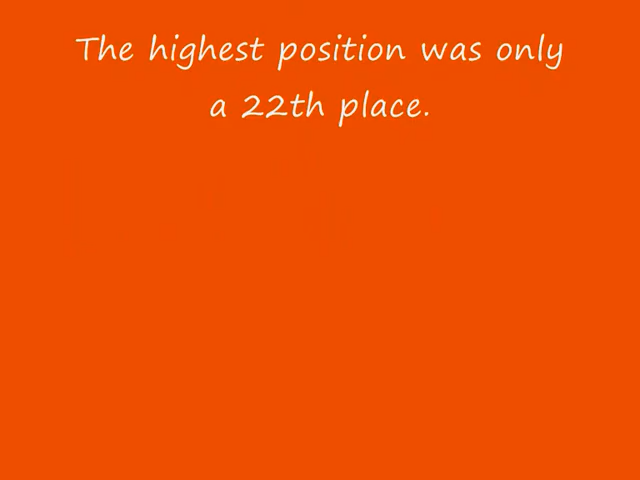 The highest position was only
a 22th place.